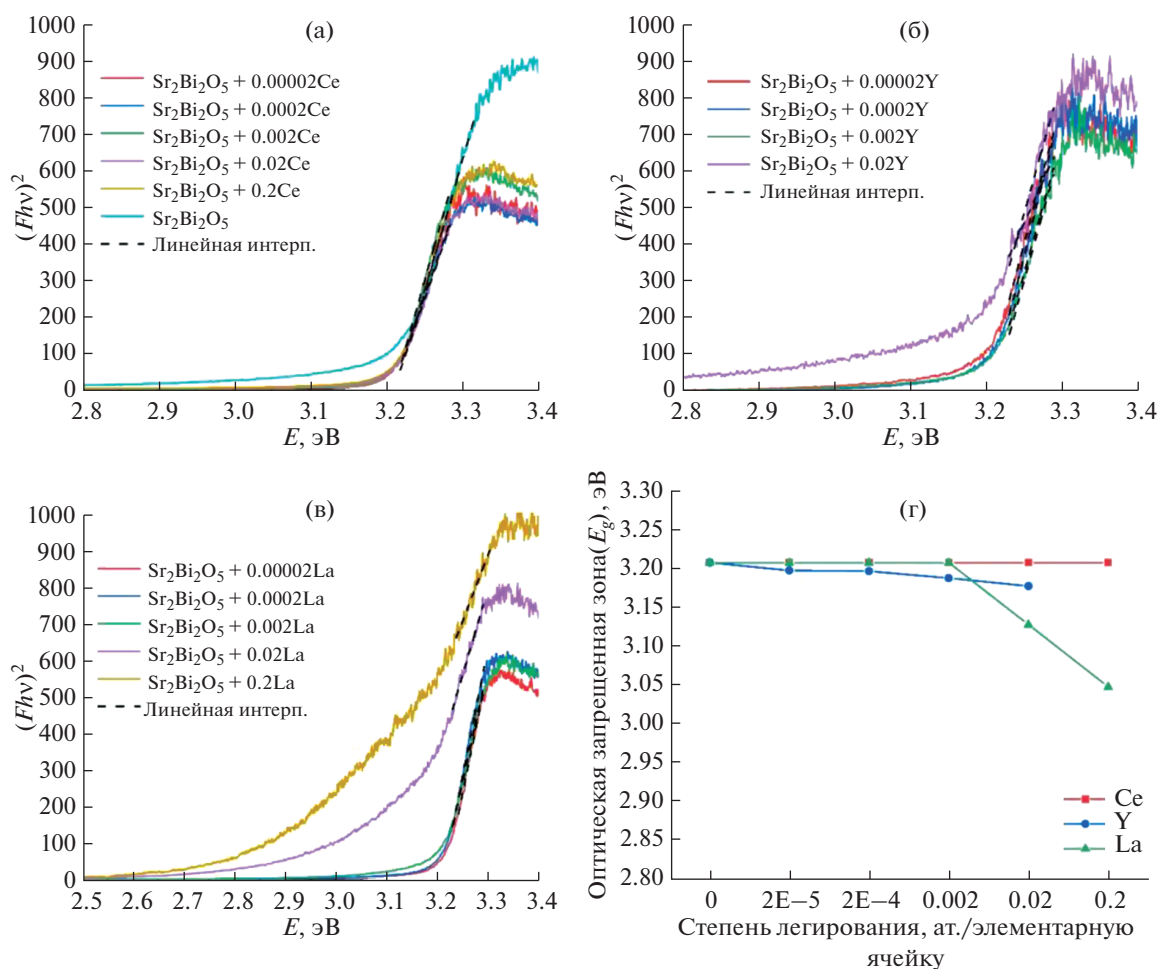 (а)
1000
900
800
700
600
500
400
300
200
100
0
(Fhν)²
Sr₂Bi₂O₅ + 0.00002Ce
Sr₂Bi₂O₅ + 0.0002Ce
Sr₂Bi₂O₅ + 0.002Ce
Sr₂Bi₂O₅ + 0.02Ce
Sr₂Bi₂O₅ + 0.2Ce
Sr₂Bi₂O₅
Линейная интерп.
2.8 2.9 3.0 3.1 3.2 3.3 3.4
E, эВ
(б)
1000
900
800
700
600
500
400
300
200
100
0
(Fhν)²
Sr₂Bi₂O₅ + 0.00002Y
Sr₂Bi₂O₅ + 0.0002Y
Sr₂Bi₂O₅ + 0.002Y
Sr₂Bi₂O₅ + 0.02Y
Линейная интерп.
2.8 2.9 3.0 3.1 3.2 3.3 3.4
E, эВ
(в)
1000
900
800
700
600
500
400
300
200
100
0
(Fhν)²
Sr₂Bi₂O₅ + 0.00002La
Sr₂Bi₂O₅ + 0.0002La
Sr₂Bi₂O₅ + 0.002La
Sr₂Bi₂O₅ + 0.02La
Sr₂Bi₂O₅ + 0.2La
Линейная интерп.
2.5 2.6 2.7 2.8 2.9 3.0 3.1 3.2 3.3 3.4
E, эВ
(г)
3.30
3.25
3.20
3.15
3.10
3.05
3.00
2.95
2.90
2.85
2.80
Оптическая запрещенная зона(E_g), эВ
Ce
Y
La
0 2E−5 2E−4 0.002 0.02 0.2
Степень легирования, ат./элементарную
ячейку